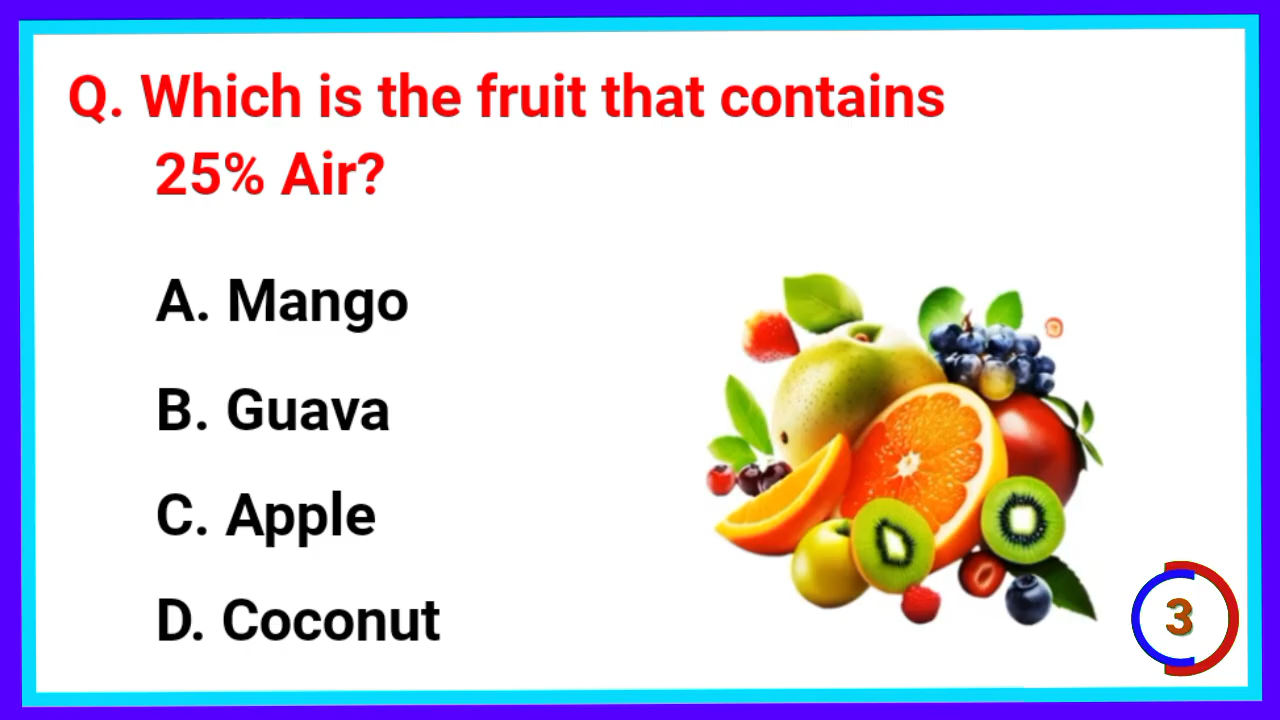 Q. Which is the fruit that contains
25% Air?
A. Mango
B. Guava
C. Apple
D. Coconut
3